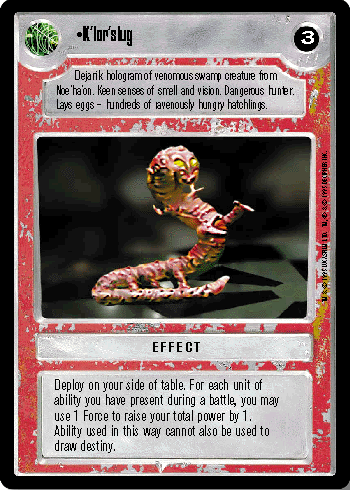 •K'lor'slug
3
Dejarik hologram of venomous swamp creature from
Noe'ha'on. Keen senses of smell and vision. Dangerous hunter.
Lays eggs - hundreds of ravenously hungry hatchlings.
EFFECT
Deploy on your side of table. For each unit of
ability you have present during a battle, you may
use 1 Force to raise your total power by 1.
Ability used in this way cannot also be used to
draw destiny.